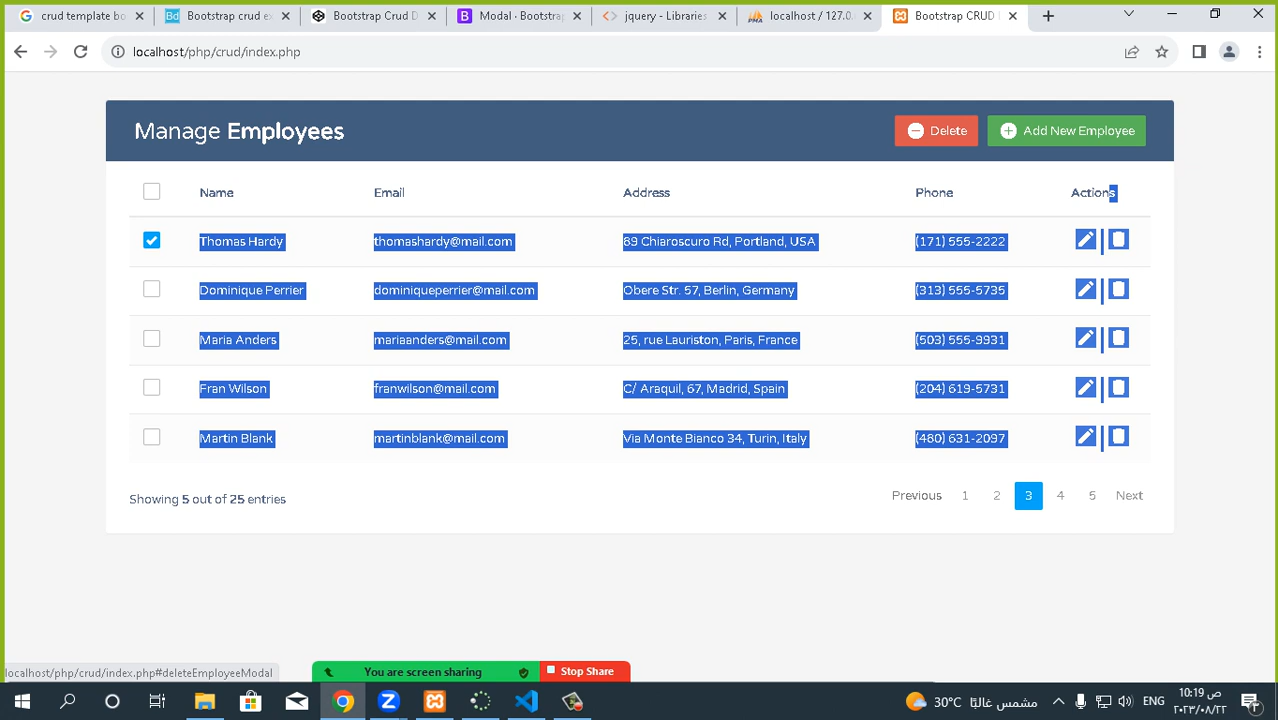 crud template bo
Bootstrap crud ex
Bootstrap Crud D
Modal · Bootstrap
jquery - Libraries
localhost / 127.0.
Bootstrap CRUD
localhost/php/crud/index.php
Manage Employees
Delete
Add New Employee
Name Email Address Phone Actions
Thomas Hardy thomashardy@mail.com 89 Chiaroscuro Rd, Portland, USA (171) 555-2222
Dominique Perrier dominiqueperrier@mail.com Obere Str. 57, Berlin, Germany (313) 555-5735
Maria Anders mariaanders@mail.com 25, rue Lauriston, Paris, France (503) 555-9931
Fran Wilson franwilson@mail.com C/ Araquil, 67, Madrid, Spain (204) 619-5731
Martin Blank martinblank@mail.com Via Monte Bianco 34, Turin, Italy (480) 631-2097
Showing 5 out of 25 entries
Previous 1 2 3 4 5 Next
localhost/php/crud/index.php#deleteEmployeeModal
You are screen sharing
Stop Share
30°C مشمس غالبًا
ENG
10:19 ص
٢٠٢٣/٠٨/٢٢